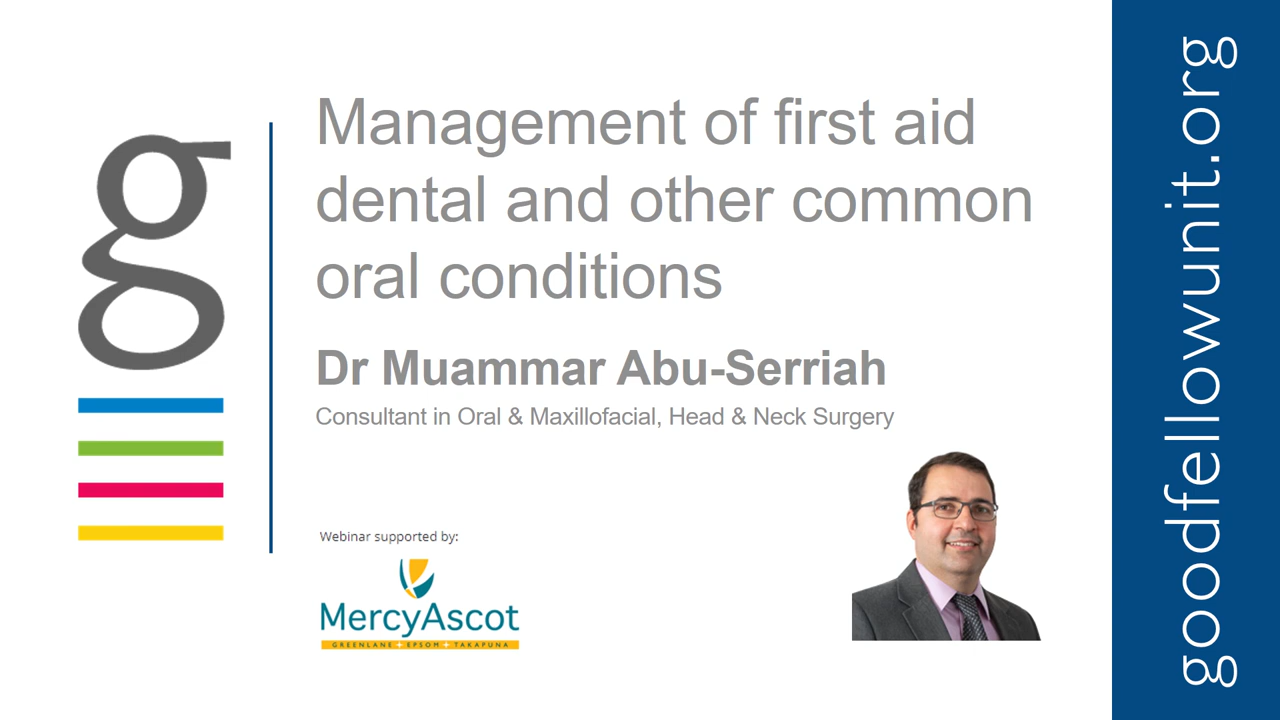 g
Management of first aid
dental and other common
oral conditions
Dr Muammar Abu-Serriah
Consultant in Oral & Maxillofacial, Head & Neck Surgery
Webinar supported by:
MercyAscot
GREENLANE + EPSOM + TAKAPUNA
goodfellowunit.org